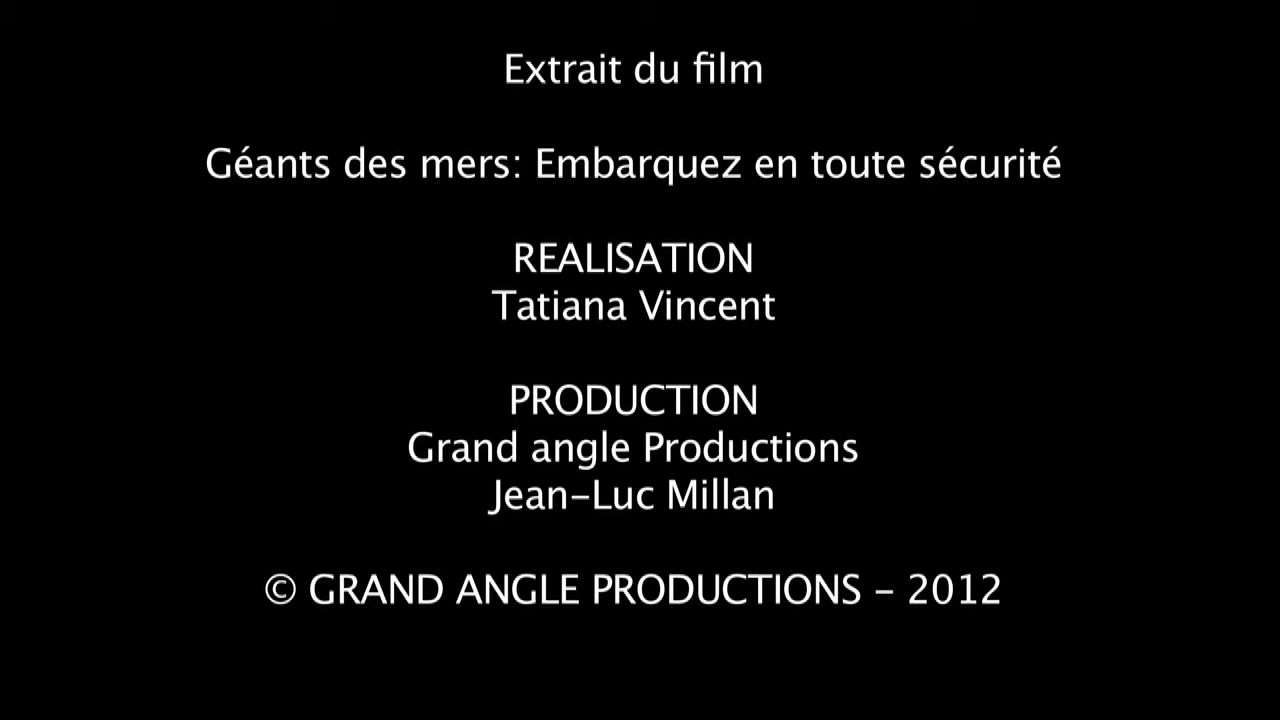 Extrait du film
Géants des mers: Embarquez en toute sécurité
REALISATION
Tatiana Vincent
PRODUCTION
Grand angle Productions
Jean-Luc Millan
© GRAND ANGLE PRODUCTIONS - 2012